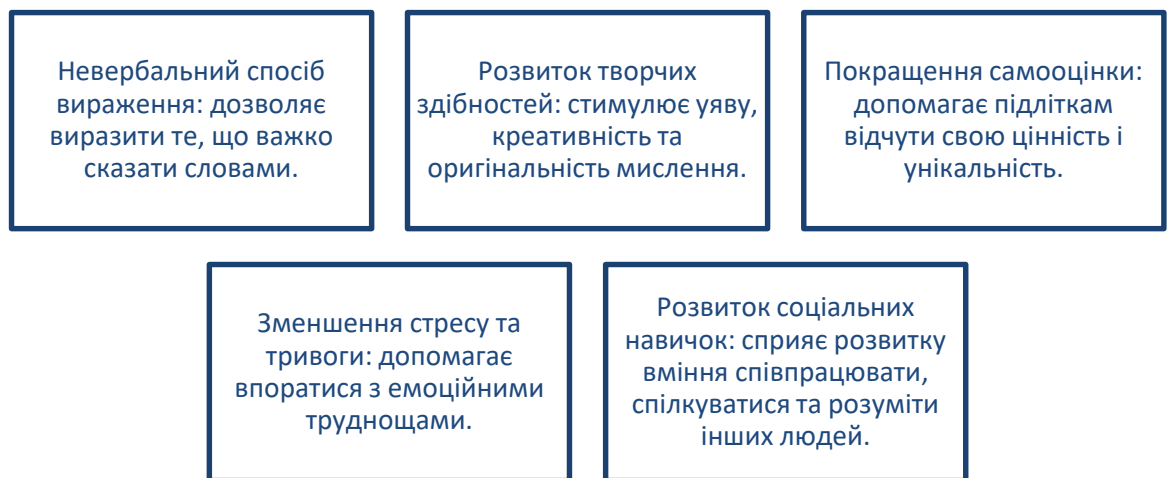 Невербальний спосіб
вираження: дозволяє
виразити те, що важко
сказати словами.
Розвиток творчих
здібностей: стимулює уяву,
креативність та
оригінальність мислення.
Покращення самооцінки:
допомагає підліткам
відчути свою цінність і
унікальність.
Зменшення стресу та
тривоги: допомагає
впоратися з емоційними
труднощами.
Розвиток соціальних
навичок: сприяє розвитку
вміння співпрацювати,
спілкуватися та розуміти
інших людей.